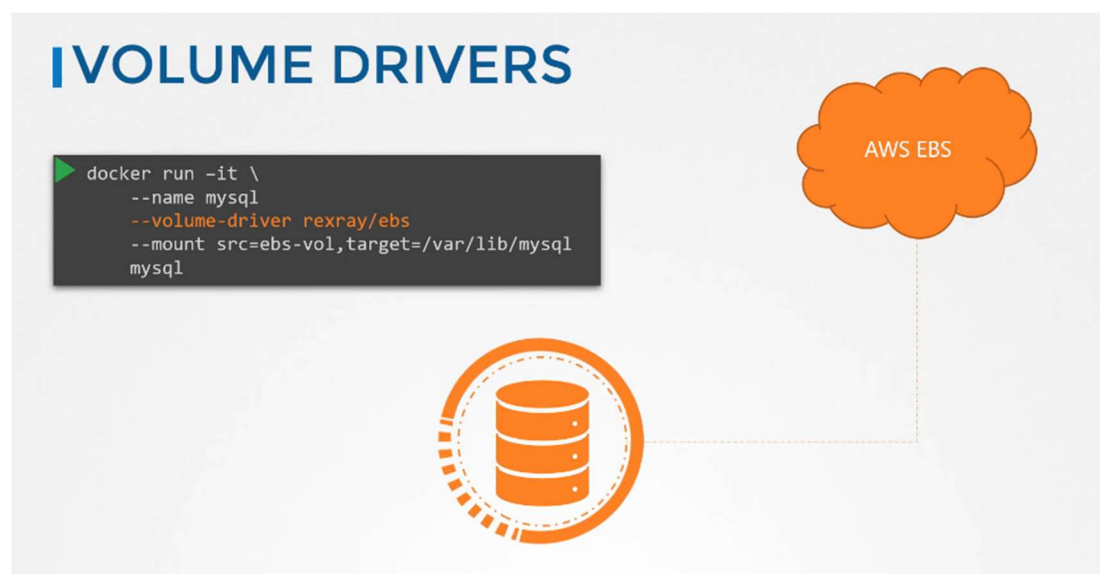 VOLUME DRIVERS
AWS EBS
docker run –it \
--name mysql
--volume-driver rexray/ebs
--mount src=ebs-vol,target=/var/lib/mysql
mysql